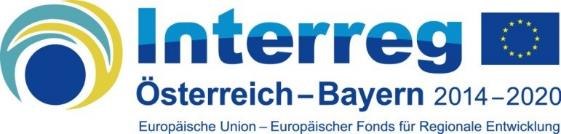 Interreg
Österreich–Bayern 2014–2020
Europäische Union – Europäischer Fonds für Regionale Entwicklung